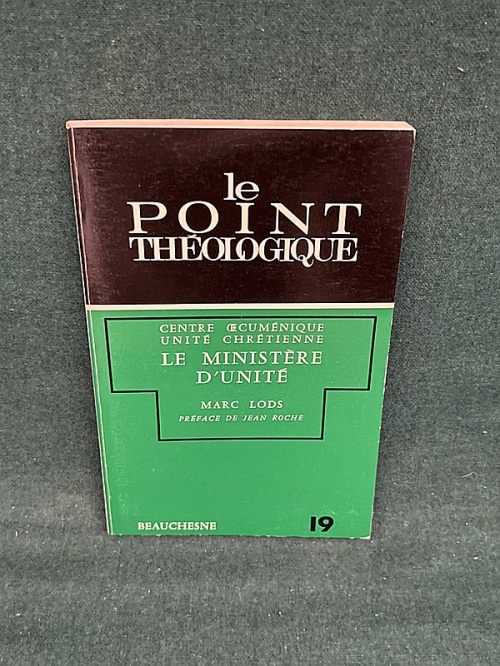 le
POINT
THÉOLOGIQUE
CENTRE ŒCUMÉNIQUE
UNITÉ CHRÉTIENNE
LE MINISTÈRE
D'UNITÉ
MARC LODS
PRÉFACE DE JEAN ROCHE
BEAUCHESNE
19